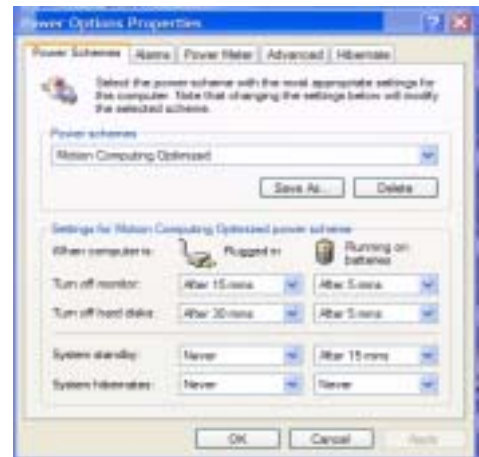 Power Options Properties
Power Schemes Alarms Power Meter Advanced Hibernate
Select the power scheme with the most appropriate settings for
this computer. Note that changing the settings below will modify
the selected scheme.
Power schemes
Motion Computing Optimized
Save As... Delete
Settings for Motion Computing Optimized power scheme
When computer is: Plugged in Running on
batteries
Turn off monitor: After 15 mins After 5 mins
Turn off hard disks: After 30 mins After 5 mins
System standby: Never After 15 mins
System hibernates: Never Never
OK Cancel Apply